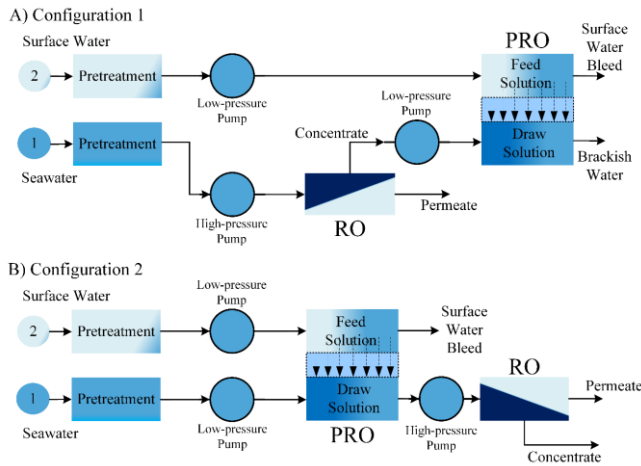 A) Configuration 1
Surface Water
2
Pretreatment
Low-pressure
Pump
PRO
Feed
Solution
Surface
Water
Bleed
1
Pretreatment
Seawater
High-pressure
Pump
Concentrate
RO
Permeate
Low-pressure
Pump
Draw
Solution
Brackish
Water
B) Configuration 2
Surface Water
2
Pretreatment
Low-pressure
Pump
Feed
Solution
Surface
Water
Bleed
1
Pretreatment
Seawater
Low-pressure
Pump
Draw
Solution
PRO
High-pressure
Pump
RO
Permeate
Concentrate